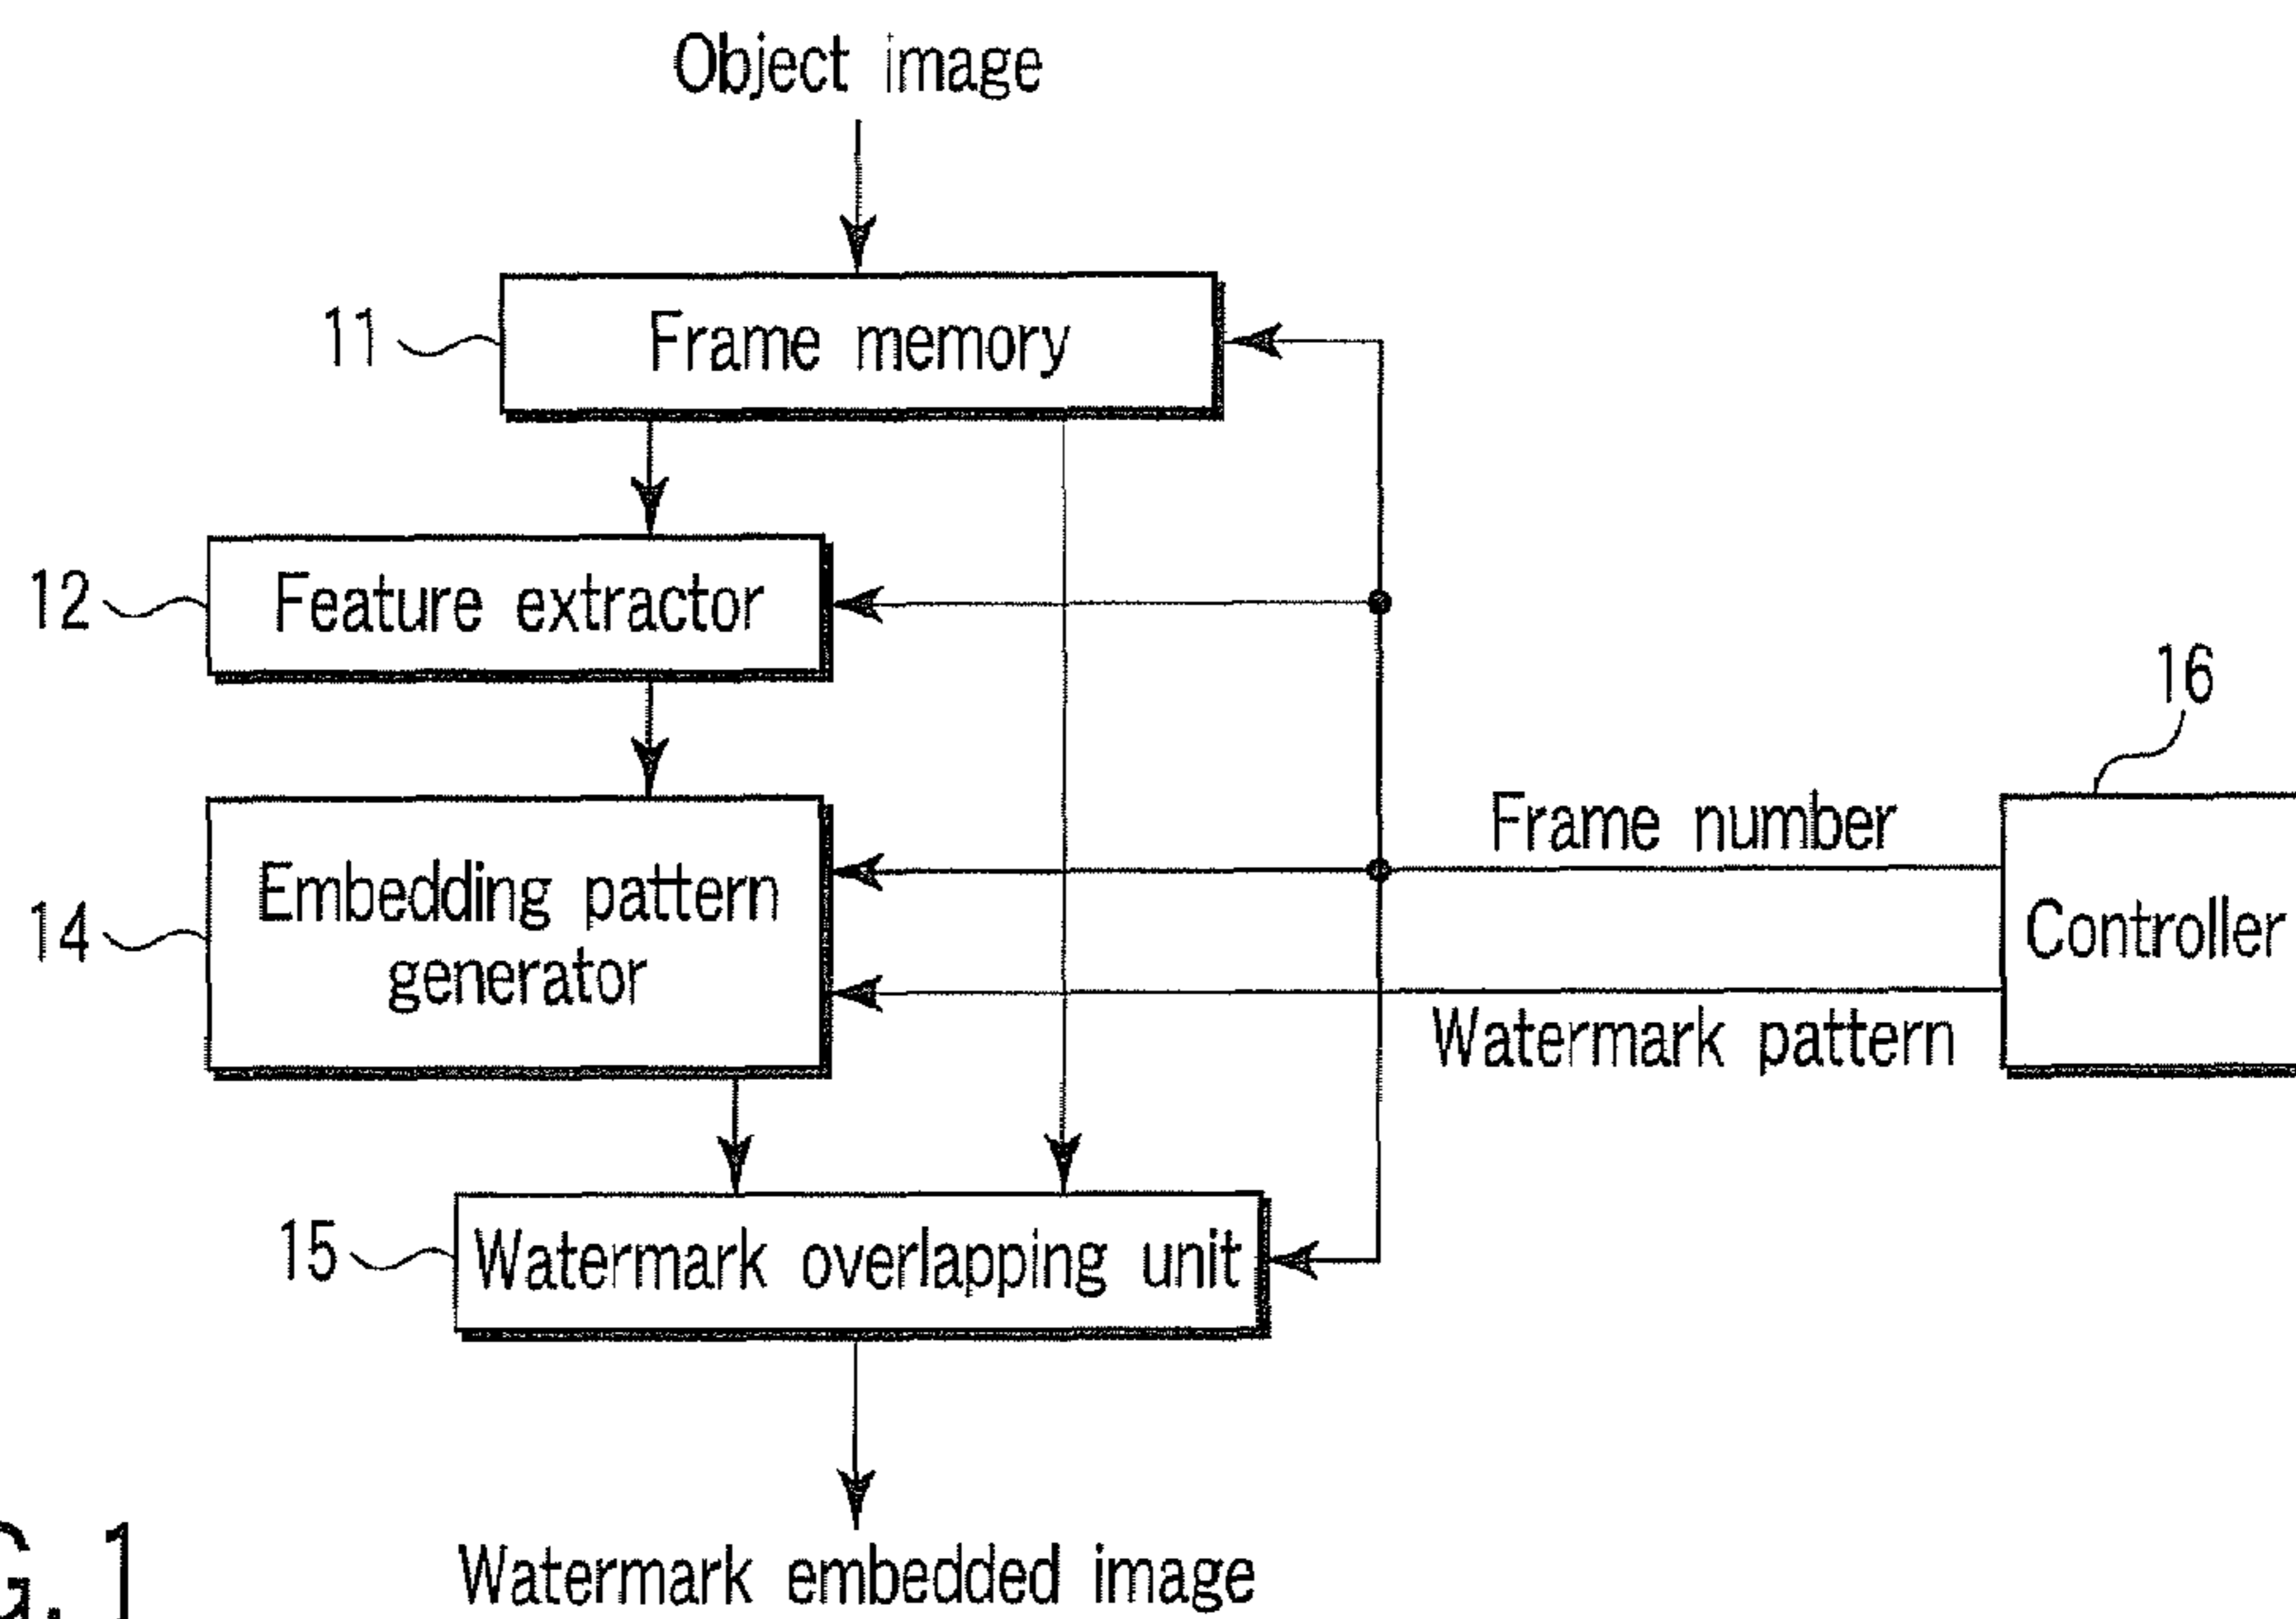 Object image
11
Frame memory
12
Feature extractor
16
Frame number
14
Embedding pattern
generator
Controller
Watermark pattern
15
Watermark overlapping unit
Watermark embedded image
G. 1